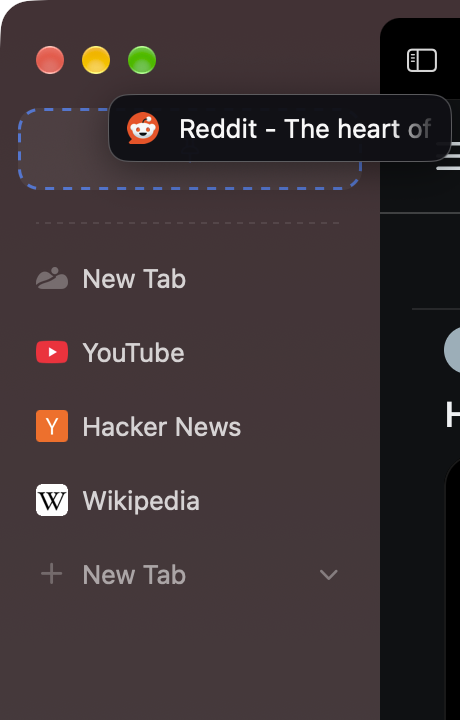 Reddit - The heart of
New Tab
YouTube
Hacker News
Wikipedia
New Tab